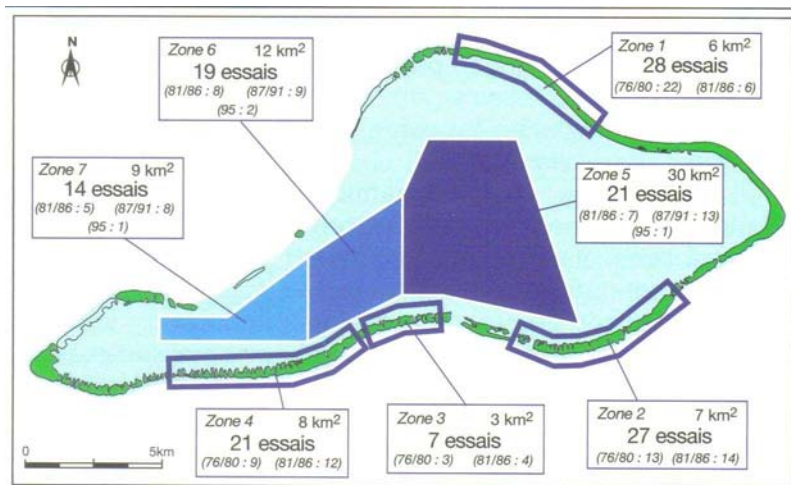 N
Zone 6 12 km²
19 essais
(81/86 : 8) (87/91 : 9)
(95 : 2)
Zone 1 6 km²
28 essais
(76/80 : 22) (81/86 : 6)
Zone 7 9 km²
14 essais
(81/86 : 5) (87/91 : 8)
(95 : 1)
Zone 5 30 km²
21 essais
(81/86 : 7) (87/91 : 13)
(95 : 1)
Zone 4 8 km²
21 essais
(76/80 : 9) (81/86 : 12)
Zone 3 3 km²
7 essais
(76/80 : 3) (81/86 : 4)
Zone 2 7 km²
27 essais
(76/80 : 13) (81/86 : 14)
0 5km